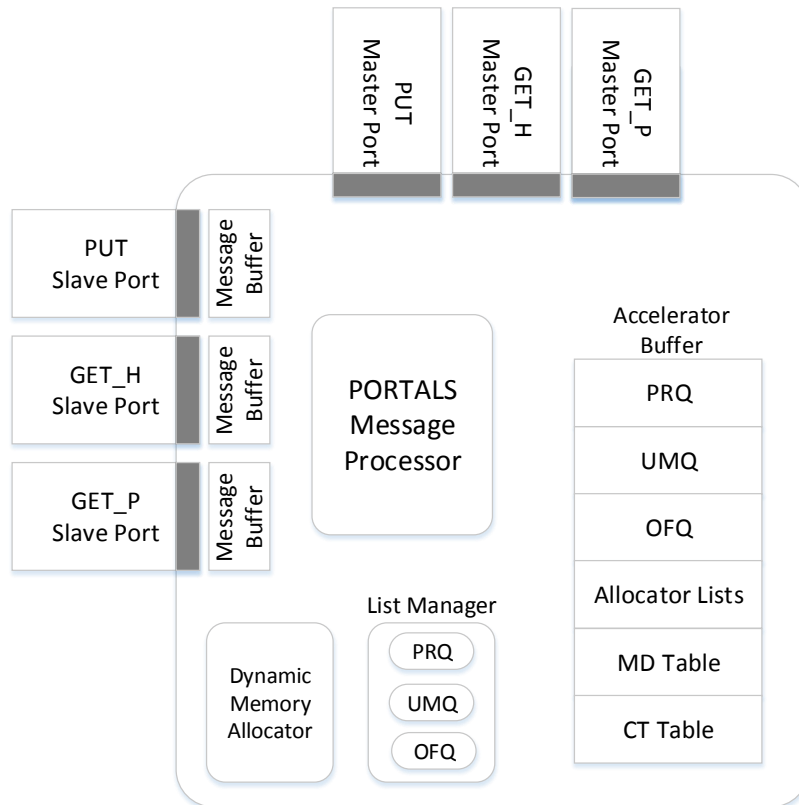 PUT
Master Port
GET_H
Master Port
GET_P
Master Port
PUT
Slave Port
Message
Buffer
GET_H
Slave Port
Message
Buffer
GET_P
Slave Port
Message
Buffer
PORTALS
Message
Processor
Accelerator
Buffer
PRQ
UMQ
OFQ
Allocator Lists
MD Table
CT Table
List Manager
PRQ
UMQ
OFQ
Dynamic
Memory
Allocator